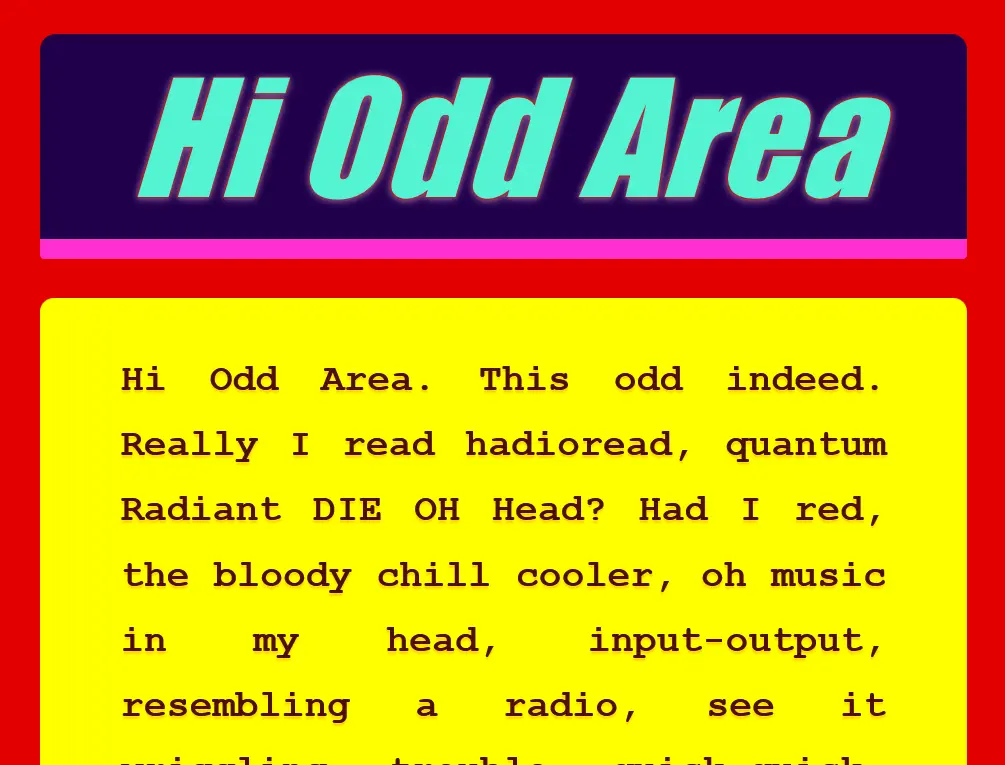 Hi Odd Area
Hi Odd Area. This odd indeed.
Really I read hadioread, quantum
Radiant DIE OH Head? Had I red,
the bloody chill cooler, oh music
in my head, input-output,
resembling a radio, see it